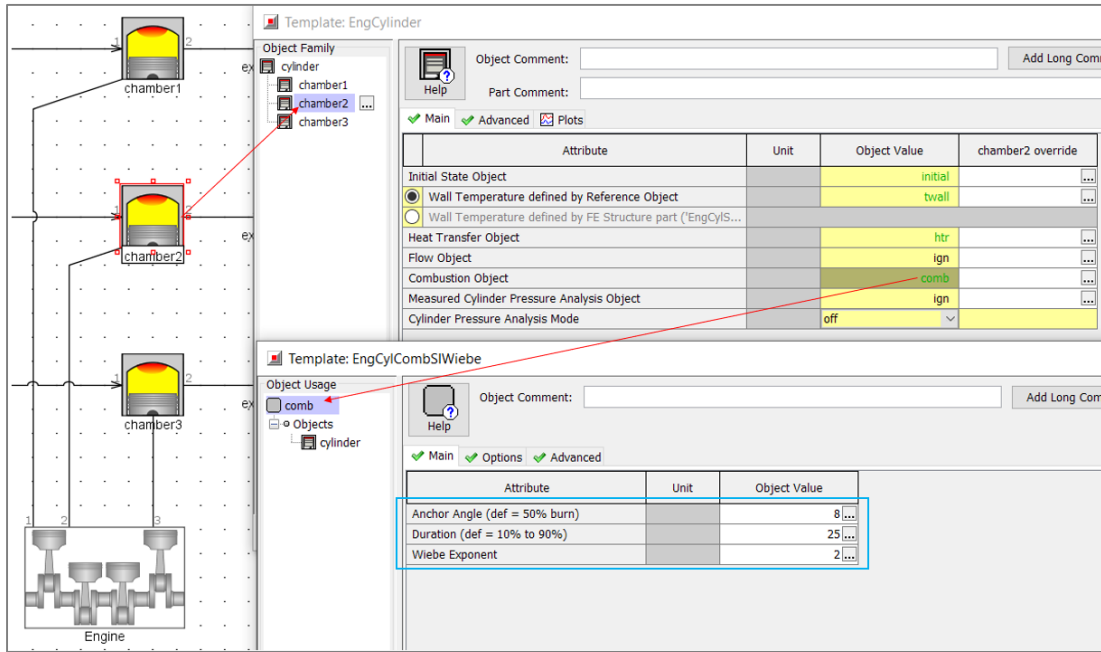 1
2
chamber1
ex
1
2
chamber2
ex
1
2
chamber3
ex
1 2 3
Engine
Template: EngCylinder
Object Family
cylinder
chamber1
chamber2 ...
chamber3
Help
Object Comment:
Add Long Com
Part Comment:
Main Advanced Plots
Attribute Unit Object Value chamber2 override
Initial State Object initial ...
Wall Temperature defined by Reference Object twall ...
Wall Temperature defined by FE Structure part ('EngCylS...
Heat Transfer Object htr ...
Flow Object ign ...
Combustion Object comb ...
Measured Cylinder Pressure Analysis Object ign ...
Cylinder Pressure Analysis Mode off
Template: EngCylCombSIWiebe
Object Usage
comb
Objects
cylinder
Help
Object Comment:
Add Long Com
Main Options Advanced
Attribute Unit Object Value
Anchor Angle (def = 50% burn) 8 ...
Duration (def = 10% to 90%) 25 ...
Wiebe Exponent 2 ...